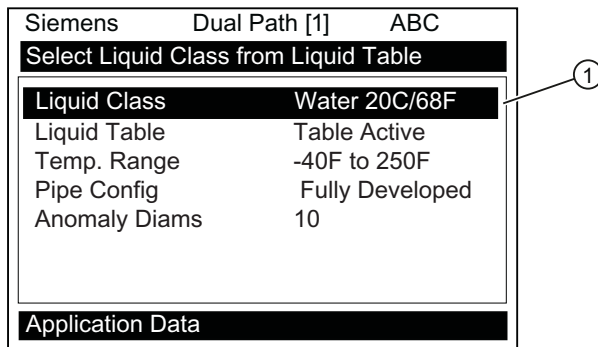 Siemens Dual Path [1] ABC
Select Liquid Class from Liquid Table
Liquid Class Water 20C/68F
Liquid Table Table Active
Temp. Range -40F to 250F
Pipe Config Fully Developed
Anomaly Diams 10
Application Data
1